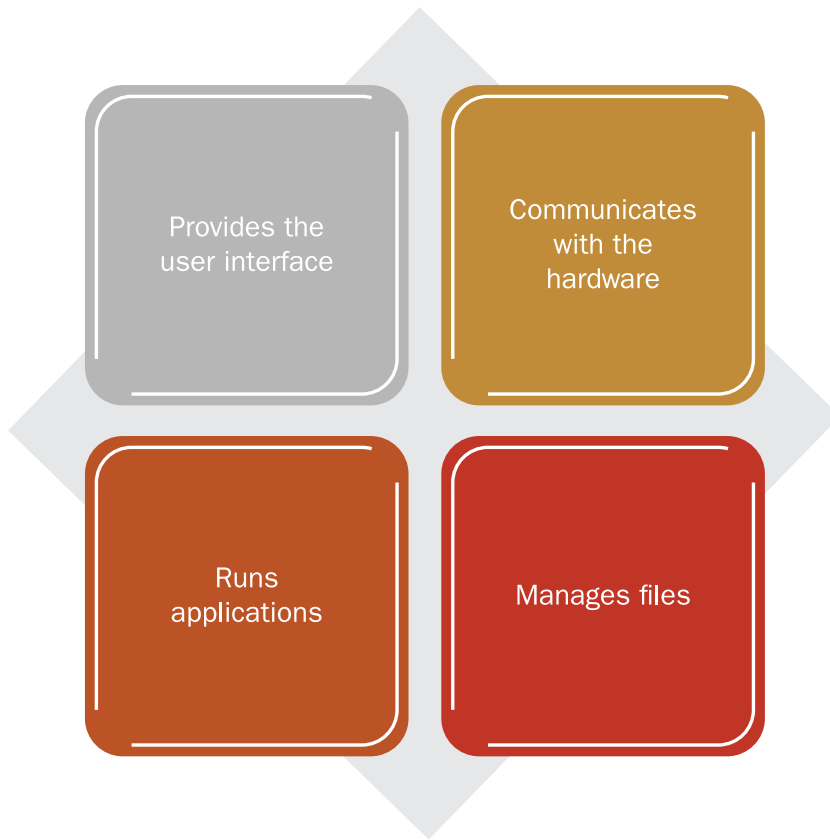 Provides the
user interface
Communicates
with the
hardware
Runs
applications
Manages files